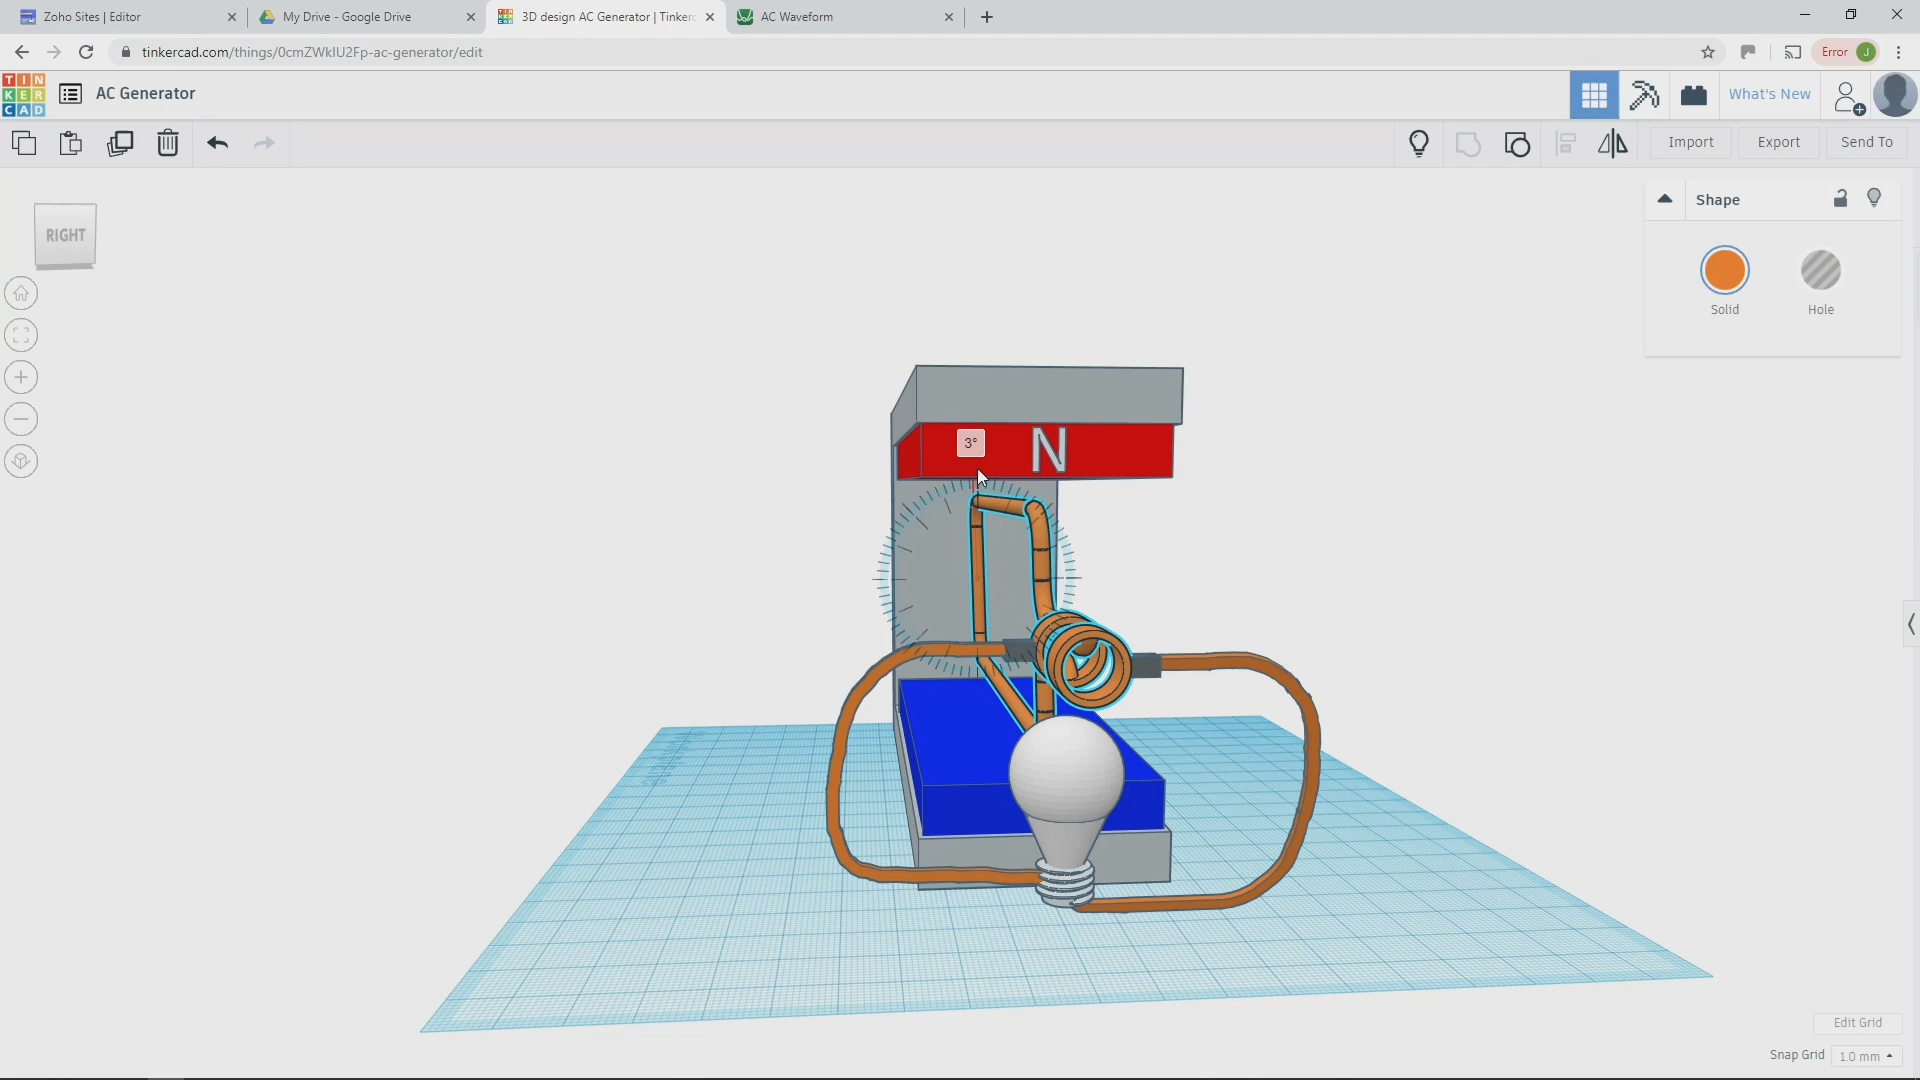 Zoho Sites | Editor
My Drive - Google Drive
3D design AC Generator | Tinkerc
AC Waveform
tinkercad.com/things/0cmZWkIU2Fp-ac-generator/edit
Error
J
TIN
KER
CAD
AC Generator
What's New
Import
Export
Send To
RIGHT
Shape
Solid
Hole
3°
N
Edit Grid
Snap Grid
1.0 mm